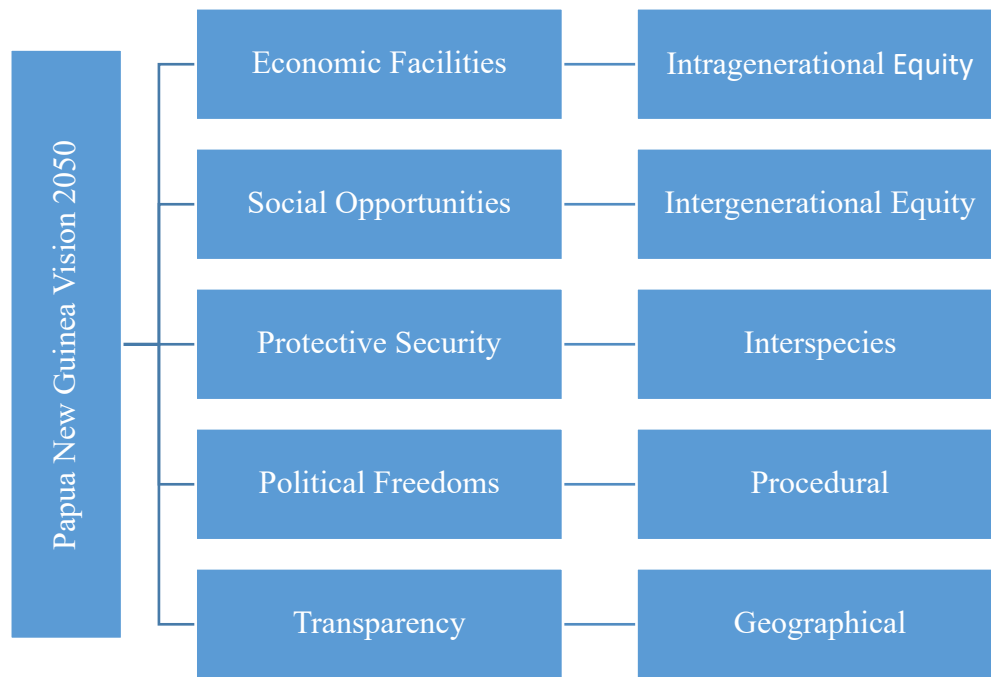 Papua New Guinea Vision 2050
Economic Facilities
Intragenerational Equity
Social Opportunities
Intergenerational Equity
Protective Security
Interspecies
Political Freedoms
Procedural
Transparency
Geographical